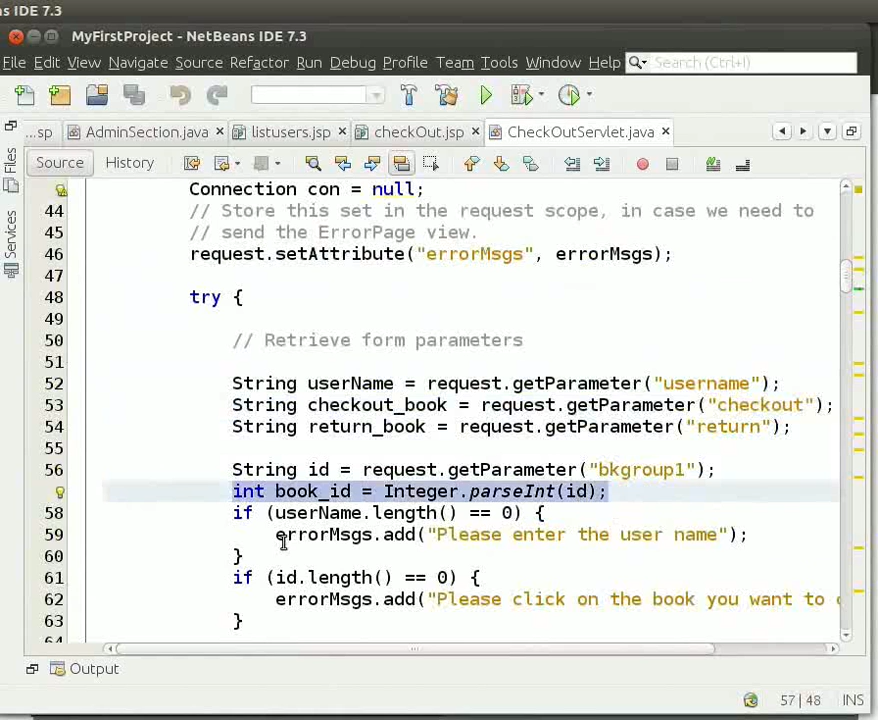 ns IDE 7.3
MyFirstProject - NetBeans IDE 7.3
File Edit View Navigate Source Refactor Run Debug Profile Team Tools Window Help Search (Ctrl+I)
...sp AdminSection.java listusers.jsp checkOut.jsp CheckOutServlet.java
Source History
Files
Services
Connection con = null;
44 // Store this set in the request scope, in case we need to
45 // send the ErrorPage view.
46 request.setAttribute("errorMsgs", errorMsgs);
47
48 try {
50 // Retrieve form parameters
51
52 String userName = request.getParameter("username");
53 String checkout_book = request.getParameter("checkout");
54 String return_book = request.getParameter("return");
55
56 String id = request.getParameter("bkgroup1");
int book_id = Integer.parseInt(id);
58 if (userName.length() == 0) {
59 errorMsgs.add("Please enter the user name");
60 }
61 if (id.length() == 0) {
62 errorMsgs.add("Please click on the book you want to
63 }
64
Output
57 | 48 INS